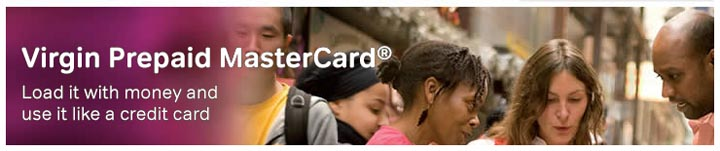 Virgin Prepaid MasterCard®
Load it with money and
use it like a credit card